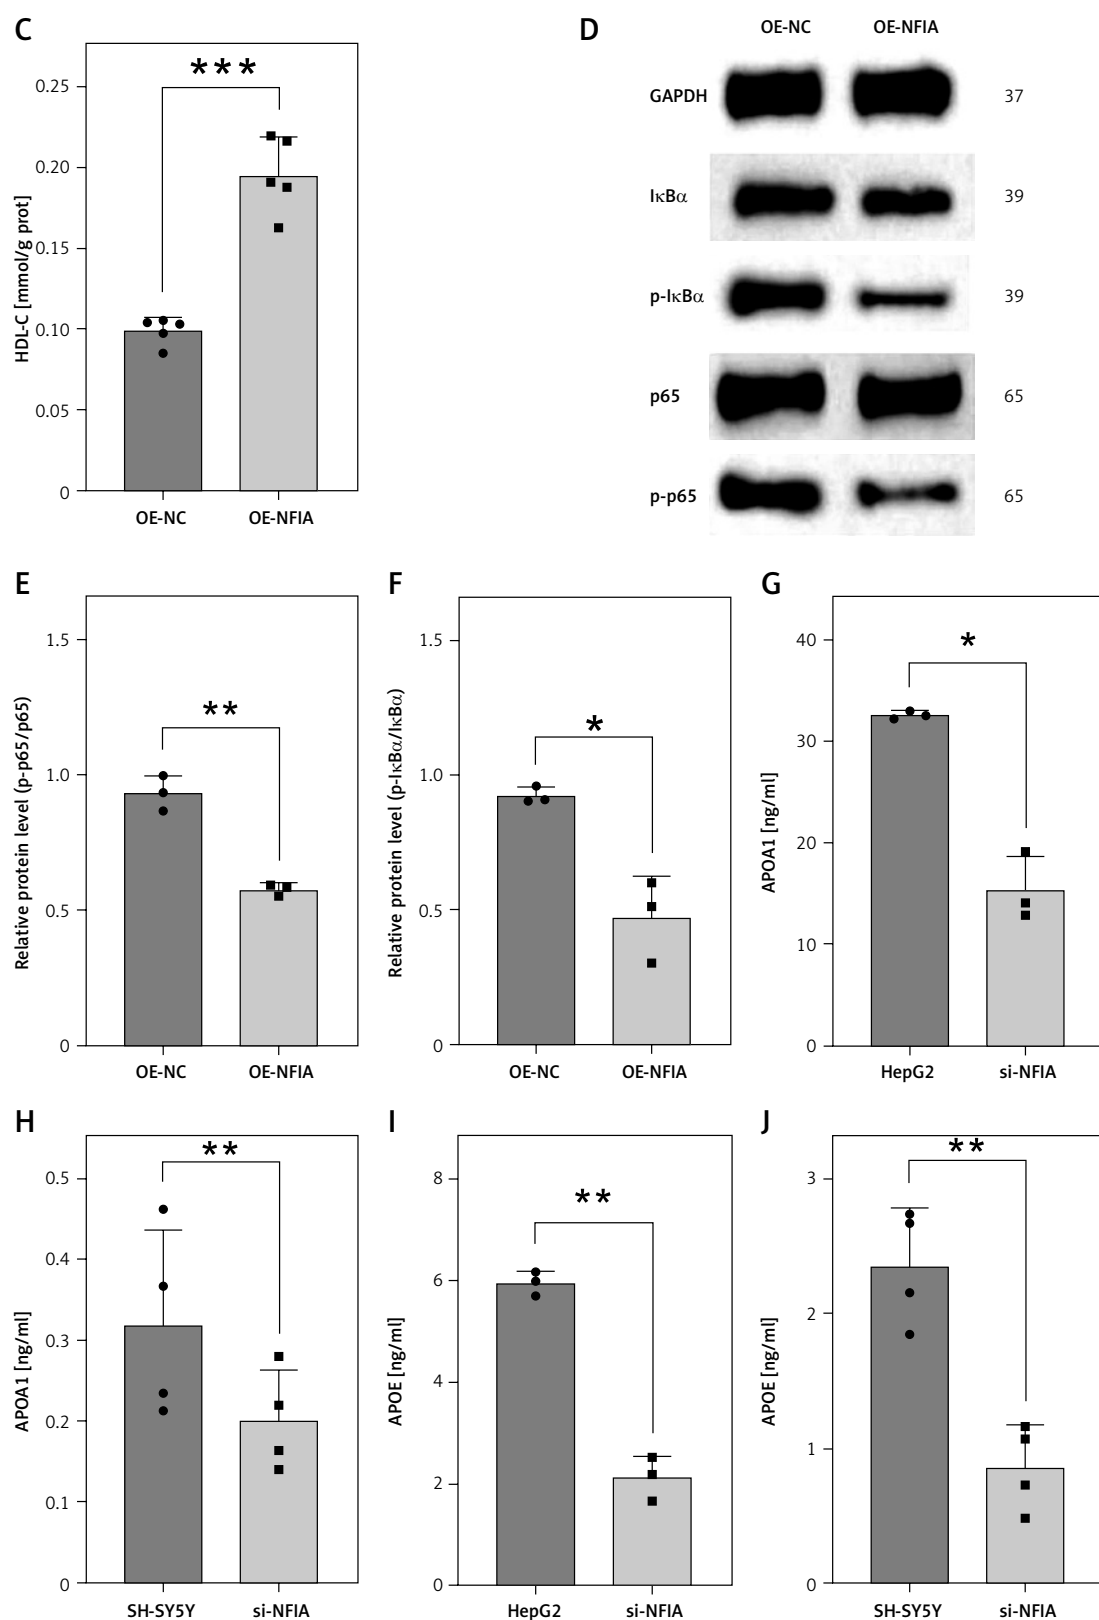 C
HDL-C [mmol/g prot]
0.25
0.20
0.15
0.10
0.05
0
***
OE-NC OE-NFIA
D
OE-NC OE-NFIA
GAPDH 37
IκBα 39
p-IκBα 39
p65 65
p-p65 65
E
Relative protein level (p-p65/p65)
1.5
1.0
0.5
0
**
OE-NC OE-NFIA
F
Relative protein level (p-IκBα/IκBα)
1.5
1.0
0.5
0
*
OE-NC OE-NFIA
G
APOA1 [ng/ml]
40
30
20
10
0
*
HepG2 si-NFIA
H
APOA1 [ng/ml]
0.5
0.4
0.3
0.2
0.1
0
**
SH-SY5Y si-NFIA
I
APOE [ng/ml]
8
6
4
2
0
**
HepG2 si-NFIA
J
APOE [ng/ml]
3
2
1
0
**
SH-SY5Y si-NFIA